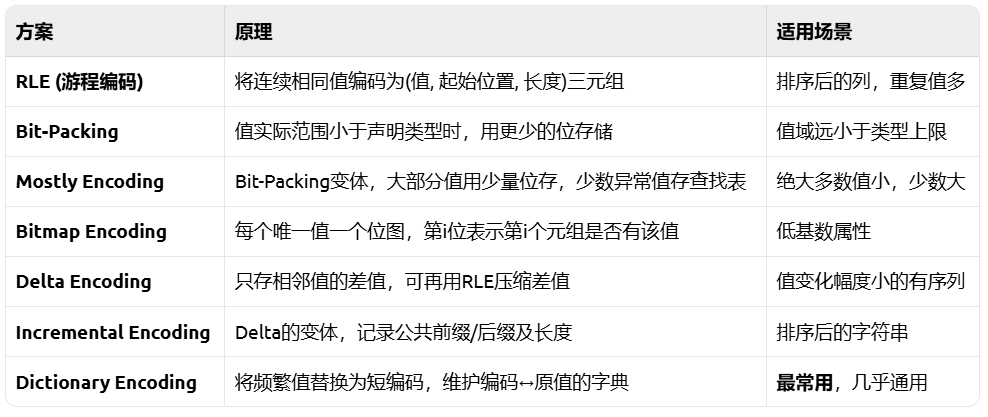 方案 原理 适用场景
RLE (游程编码) 将连续相同值编码为(值, 起始位置, 长度)三元组 排序后的列，重复值多
Bit-Packing 值实际范围小于声明类型时，用更少的位存储 值域远小于类型上限
Mostly Encoding Bit-Packing变体，大部分值用少量位存，少数异常值存查找表 绝大多数值小，少数大
Bitmap Encoding 每个唯一值一个位图，第i位表示第i个元组是否有该值 低基数属性
Delta Encoding 只存相邻值的差值，可再用RLE压缩差值 值变化幅度小的有序列
Incremental Encoding Delta的变体，记录公共前缀/后缀及长度 排序后的字符串
Dictionary Encoding 将频繁值替换为短编码，维护编码↔原值的字典 最常用，几乎通用